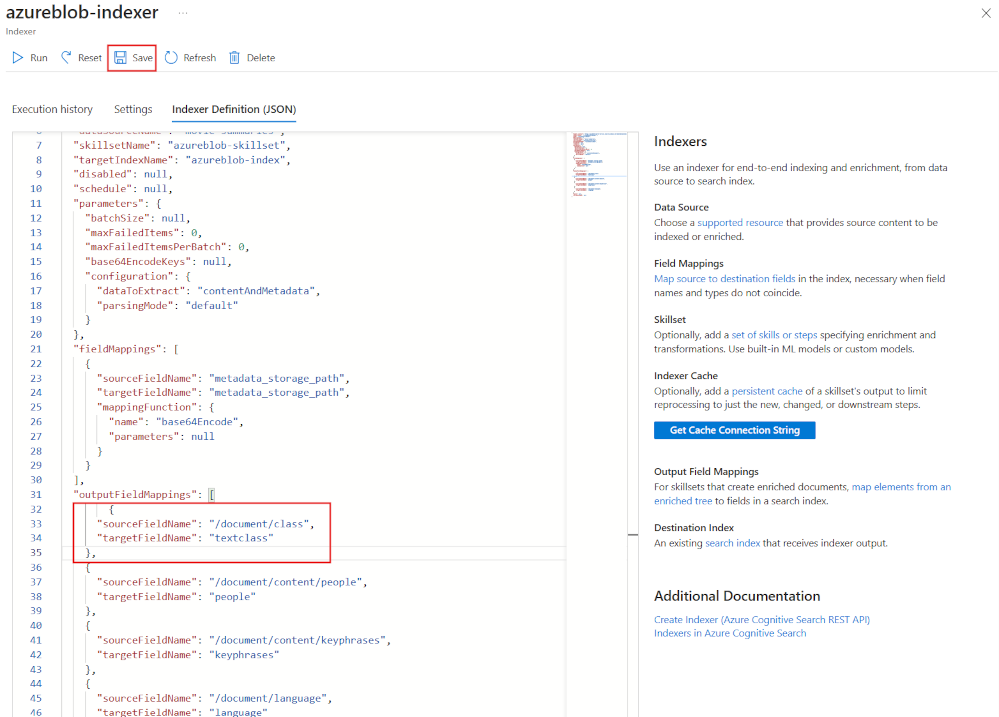 azureblob-indexer ...
Indexer
Run Reset Save Refresh Delete
Execution history Settings Indexer Definition (JSON)
6 "dataSourceName": "movie-summaries",
7 "skillsetName": "azureblob-skillset",
8 "targetIndexName": "azureblob-index",
9 "disabled": null,
10 "schedule": null,
11 "parameters": {
12 "batchSize": null,
13 "maxFailedItems": 0,
14 "maxFailedItemsPerBatch": 0,
15 "base64EncodeKeys": null,
16 "configuration": {
17 "dataToExtract": "contentAndMetadata",
18 "parsingMode": "default"
19 }
20 },
21 "fieldMappings": [
22 {
23 "sourceFieldName": "metadata_storage_path",
24 "targetFieldName": "metadata_storage_path",
25 "mappingFunction": {
26 "name": "base64Encode",
27 "parameters": null
28 }
29 }
30 ],
31 "outputFieldMappings": [
32 {
33 "sourceFieldName": "/document/class",
34 "targetFieldName": "textclass"
35 },
36 {
37 "sourceFieldName": "/document/content/people",
38 "targetFieldName": "people"
39 },
40 {
41 "sourceFieldName": "/document/content/keyphrases",
42 "targetFieldName": "keyphrases"
43 },
44 {
45 "sourceFieldName": "/document/language",
46 "targetFieldName": "language"
Indexers
Use an indexer for end-to-end indexing and enrichment, from data
source to search index.
Data Source
Choose a supported resource that provides source content to be
indexed or enriched.
Field Mappings
Map source to destination fields in the index, necessary when field
names and types do not coincide.
Skillset
Optionally, add a set of skills or steps specifying enrichment and
transformations. Use built-in ML models or custom models.
Indexer Cache
Optionally, add a persistent cache of a skillset's output to limit
reprocessing to just the new, changed, or downstream steps.
Get Cache Connection String
Output Field Mappings
For skillsets that create enriched documents, map elements from an
enriched tree to fields in a search index.
Destination Index
An existing search index that receives indexer output.
Additional Documentation
Create Indexer (Azure Cognitive Search REST API)
Indexers in Azure Cognitive Search